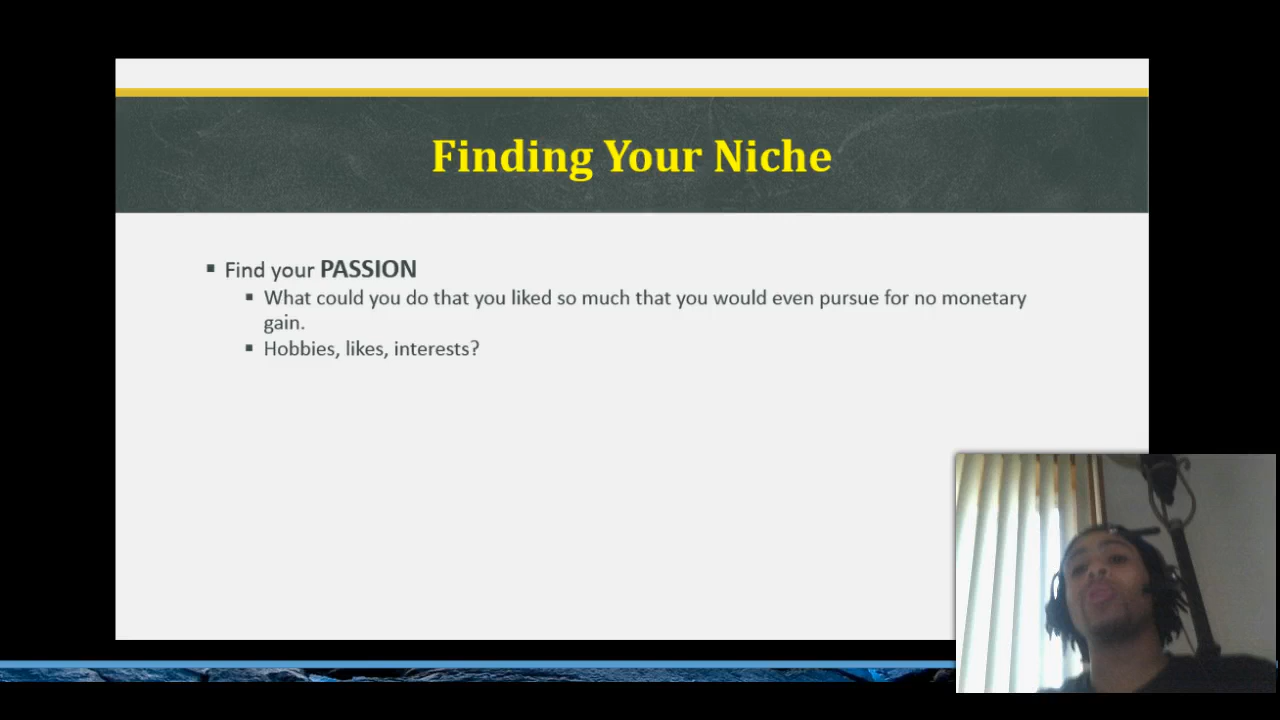 Finding Your Niche
▪ Find your PASSION
▪ What could you do that you liked so much that you would even pursue for no monetary
gain.
▪ Hobbies, likes, interests?